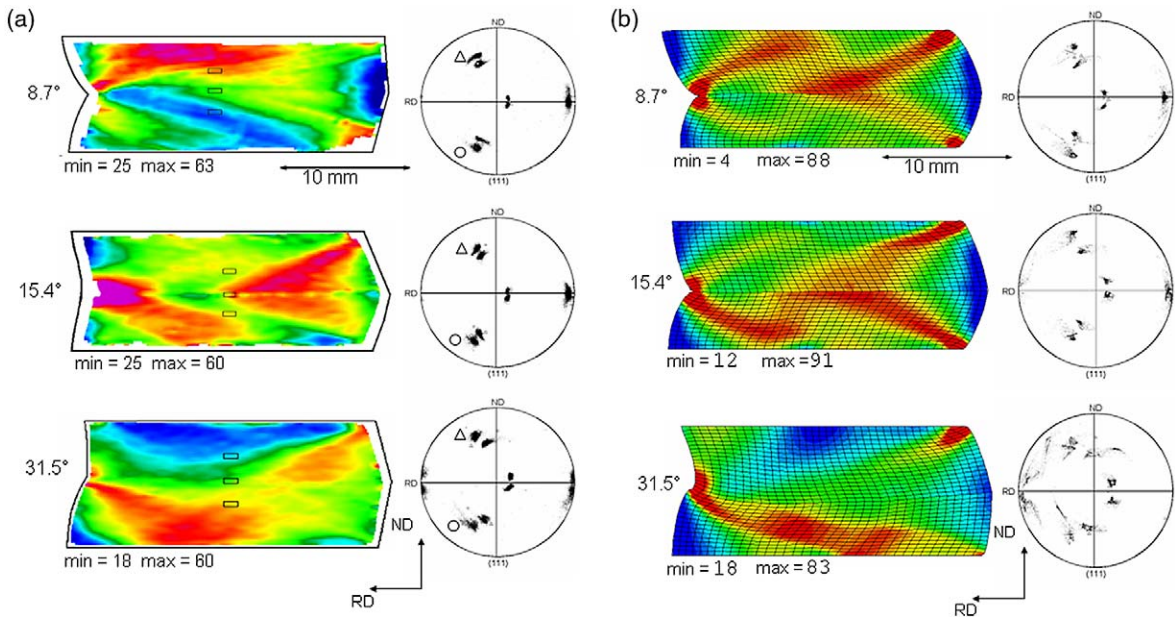 (a)
ND
8.7°
RD
min = 25 max = 63
10 mm
(111)
ND
15.4°
RD
min = 25 max = 60
(111)
ND
31.5°
RD
min = 18 max = 60
(111)
ND
RD
(b)
ND
8.7°
RD
min = 4 max = 88
10 mm
(111)
ND
15.4°
RD
min = 12 max = 91
(111)
ND
31.5°
RD
min = 18 max = 83
(111)
ND
RD